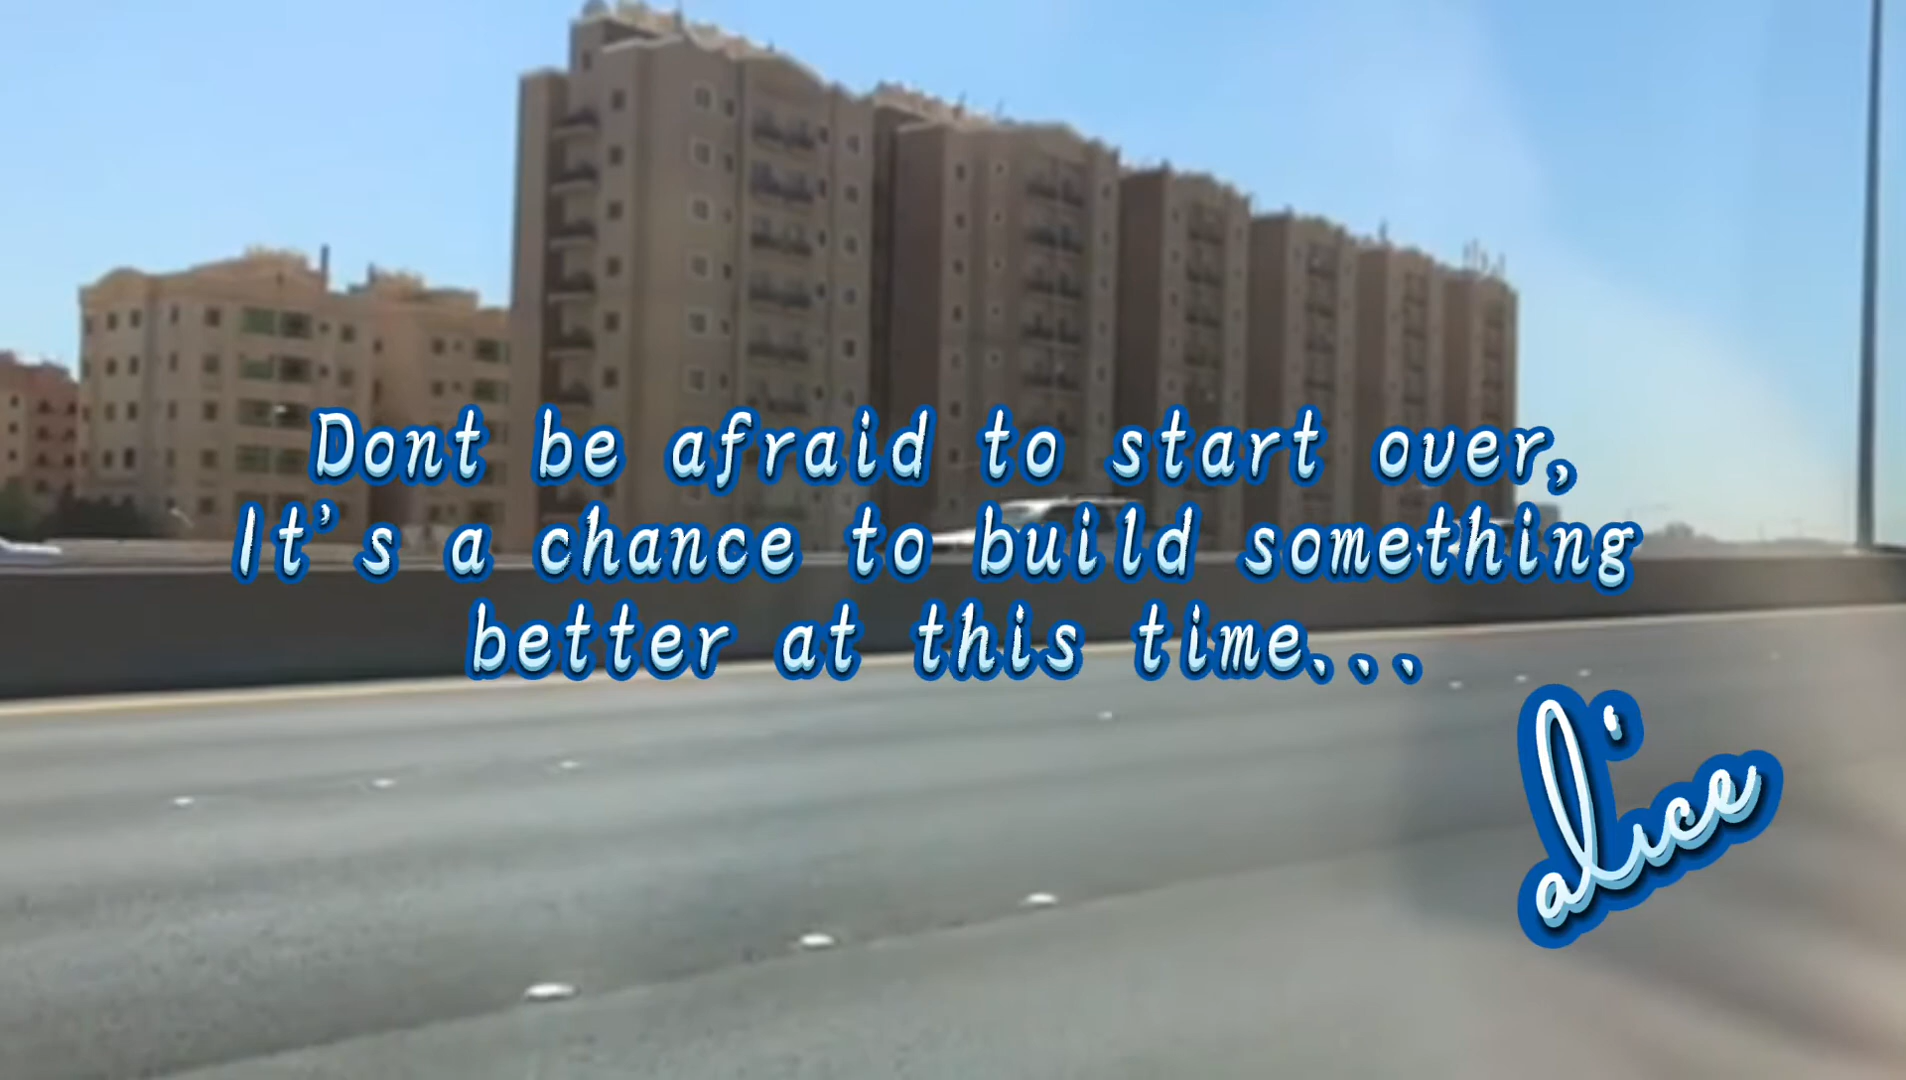 Dont be afraid to start over,
It's a chance to build something
better at this time...
alice